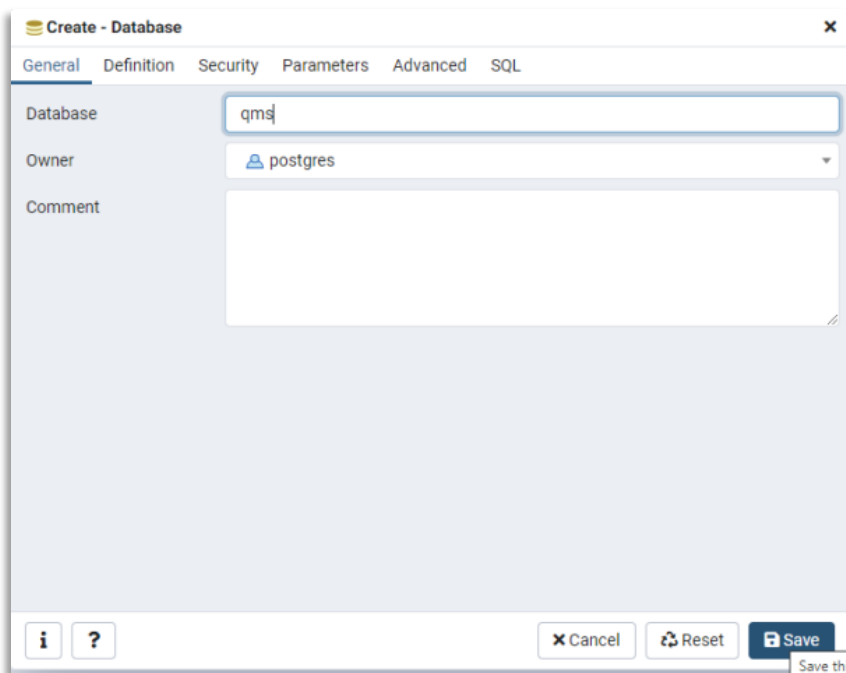 Create - Database
General Definition Security Parameters Advanced SQL
Database qms
Owner postgres
Comment
i ? Cancel Reset Save
Save th